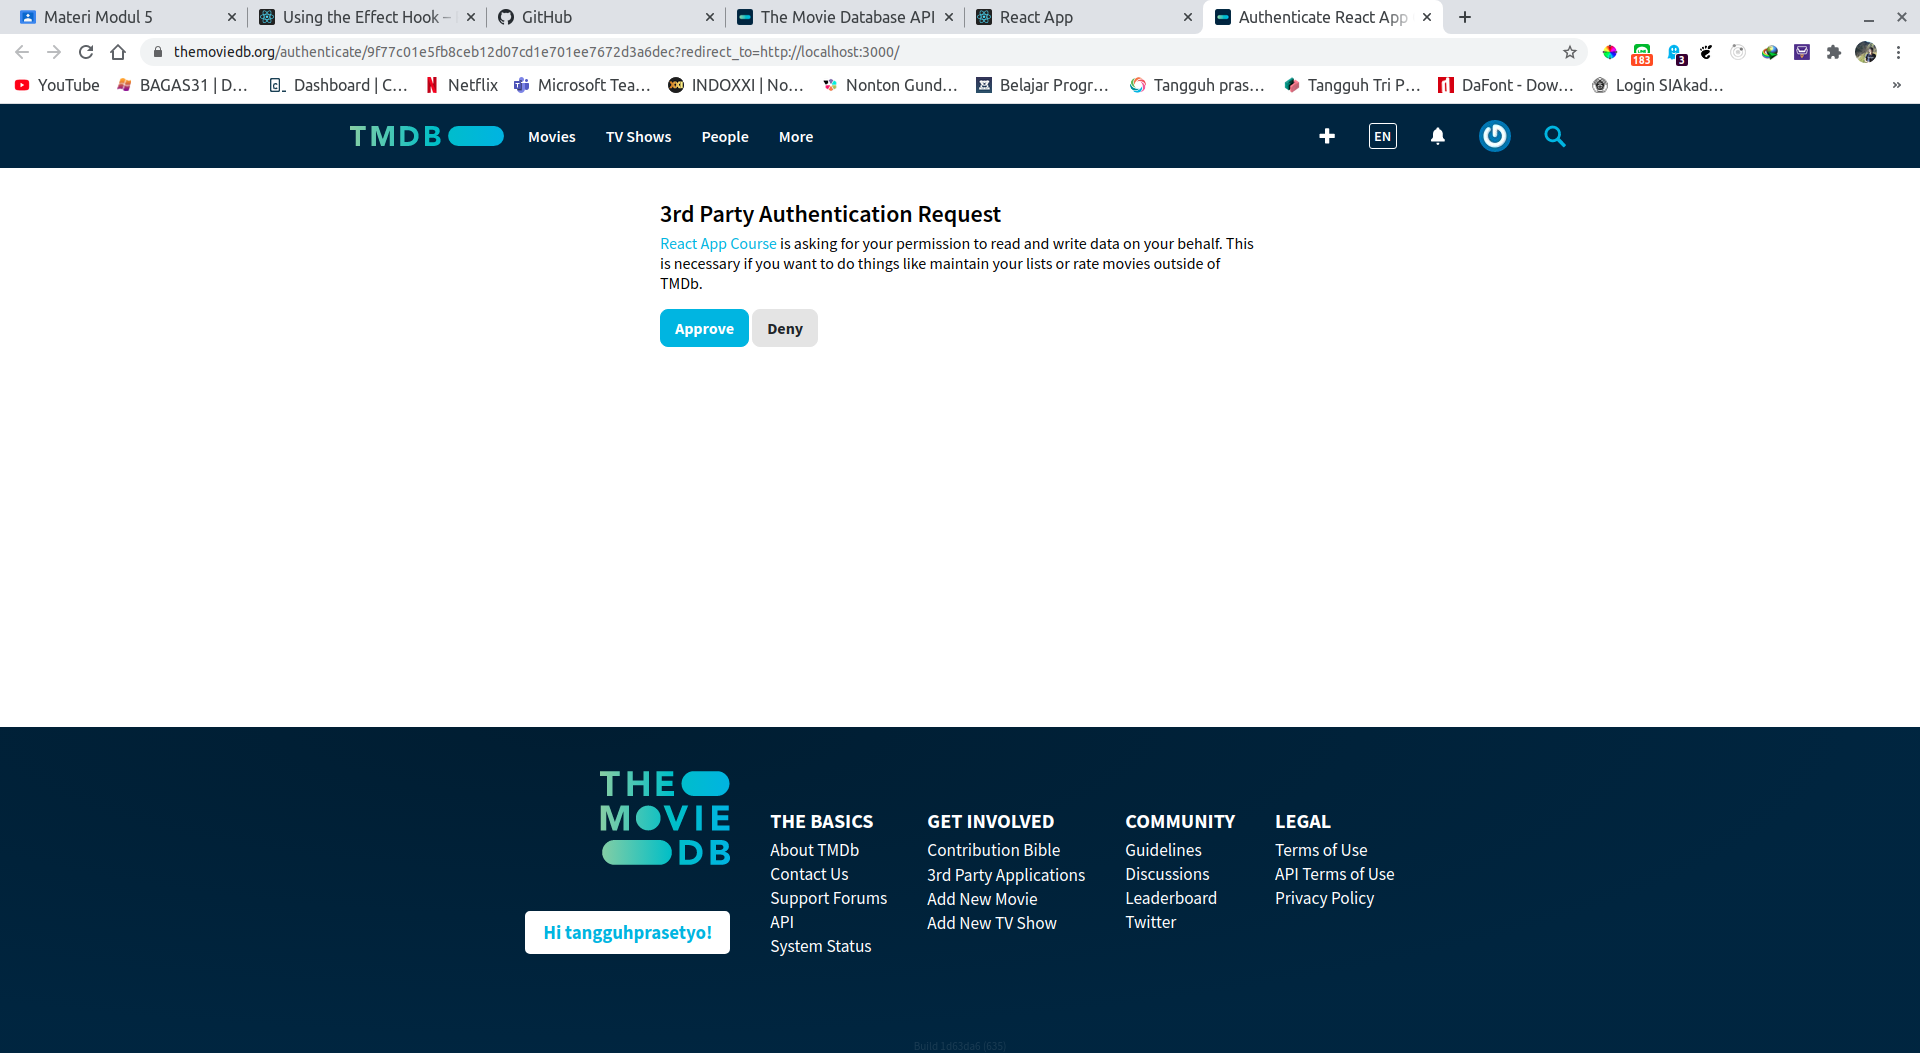 Materi Modul 5
Using the Effect Hook –
GitHub
The Movie Database API
React App
Authenticate React App
themoviedb.org/authenticate/9f77c01e5fb8ceb12d07cd1e701ee7672d3a6dec?redirect_to=http://localhost:3000/
183
3
YouTube
BAGAS31 | D...
Dashboard | C...
Netflix
Microsoft Tea...
INDOXXI | No...
Nonton Gund...
Belajar Progr...
Tangguh pras...
Tangguh Tri P...
DaFont - Dow...
Login SIAkad...
»
TMDB
Movies
TV Shows
People
More
EN
3rd Party Authentication Request
React App Course is asking for your permission to read and write data on your behalf. This
is necessary if you want to do things like maintain your lists or rate movies outside of
TMDb.
Approve
Deny
THE
MOVIE
DB
Hi tangguhprasetyo!
THE BASICS
About TMDb
Contact Us
Support Forums
API
System Status
GET INVOLVED
Contribution Bible
3rd Party Applications
Add New Movie
Add New TV Show
COMMUNITY
Guidelines
Discussions
Leaderboard
Twitter
LEGAL
Terms of Use
API Terms of Use
Privacy Policy
Build 1d63da6 (635)